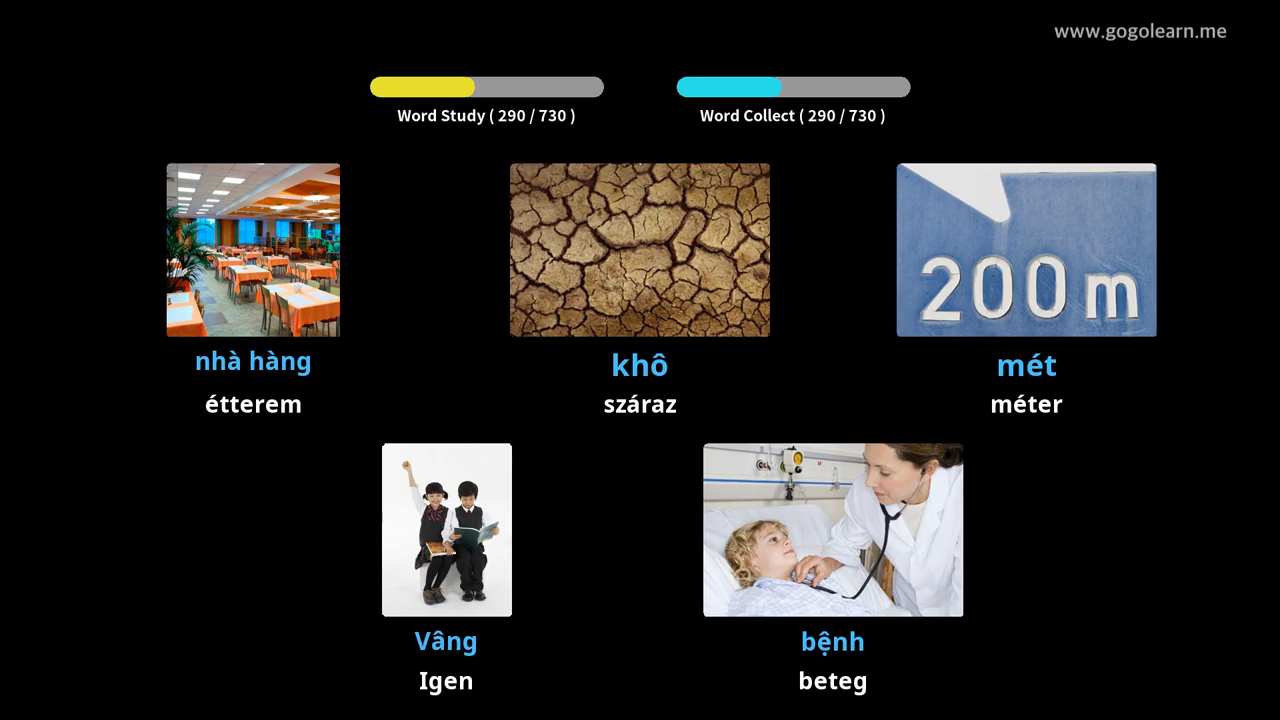 www.gogolearn.me
Word Study ( 290 / 730 )
Word Collect ( 290 / 730 )
200 m
nhà hàng
étterem
khô
száraz
mét
méter
Vâng
Igen
bệnh
beteg